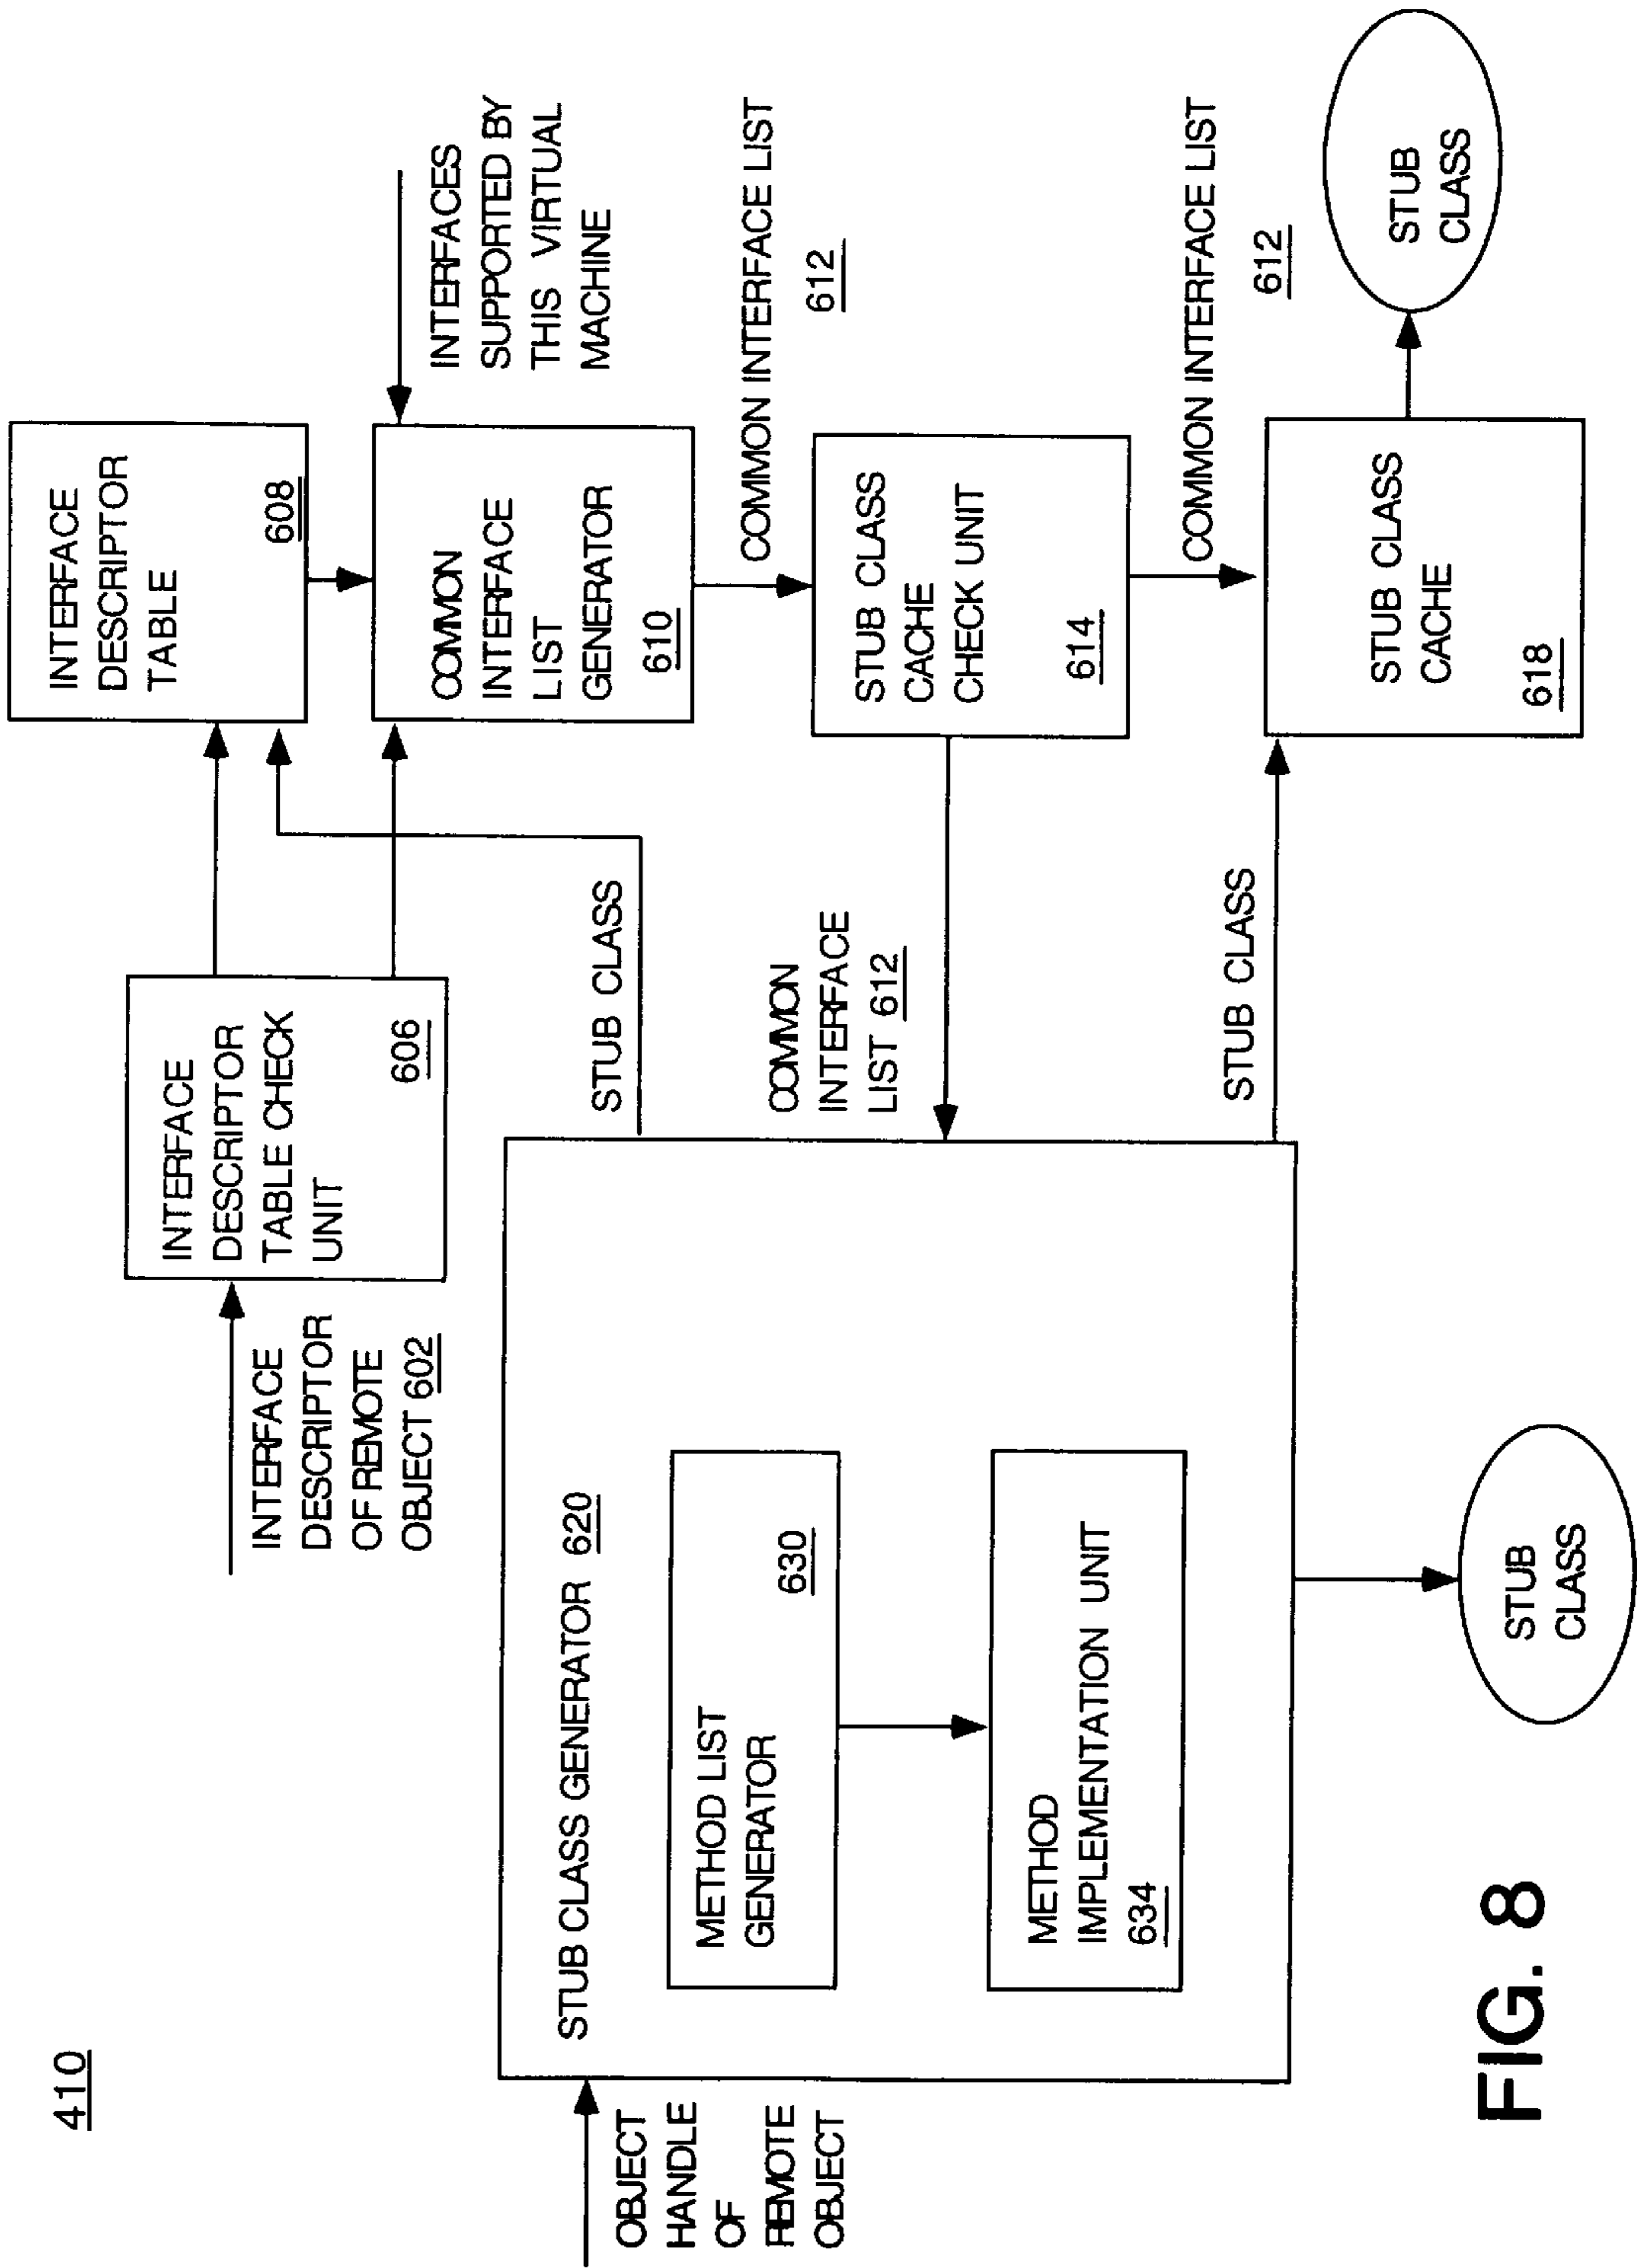 410
INTERFACE
DESCRIPTOR
OF REMOTE
OBJECT 602
INTERFACE
DESCRIPTOR
TABLE CHECK
UNIT
606
INTERFACE
DESCRIPTOR
TABLE
608
INTERFACES
SUPPORTED BY
THIS VIRTUAL
MACHINE
COMMON
INTERFACE
LIST
GENERATOR
610
STUB CLASS
COMMON INTERFACE LIST
612
OBJECT
HANDLE
OF
REMOTE
OBJECT
STUB CLASS GENERATOR 620
METHOD LIST
GENERATOR
630
METHOD
IMPLEMENTATION UNIT
634
COMMON
INTERFACE
LIST 612
STUB CLASS
CACHE
CHECK UNIT
614
COMMON INTERFACE LIST
612
STUB CLASS
STUB CLASS
CACHE
618
STUB
CLASS
STUB
CLASS
FIG. 8